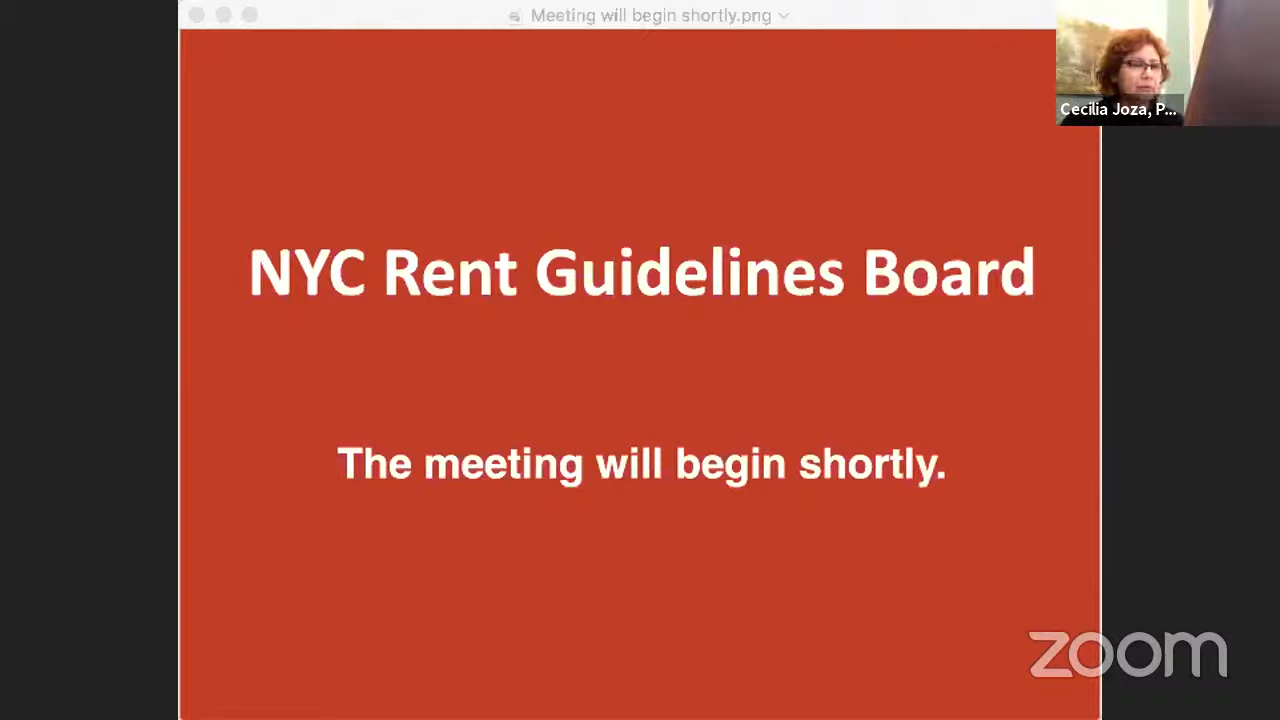 Meeting will begin shortly.png
Cecilia Joza, P...
NYC Rent Guidelines Board
The meeting will begin shortly.
zoom